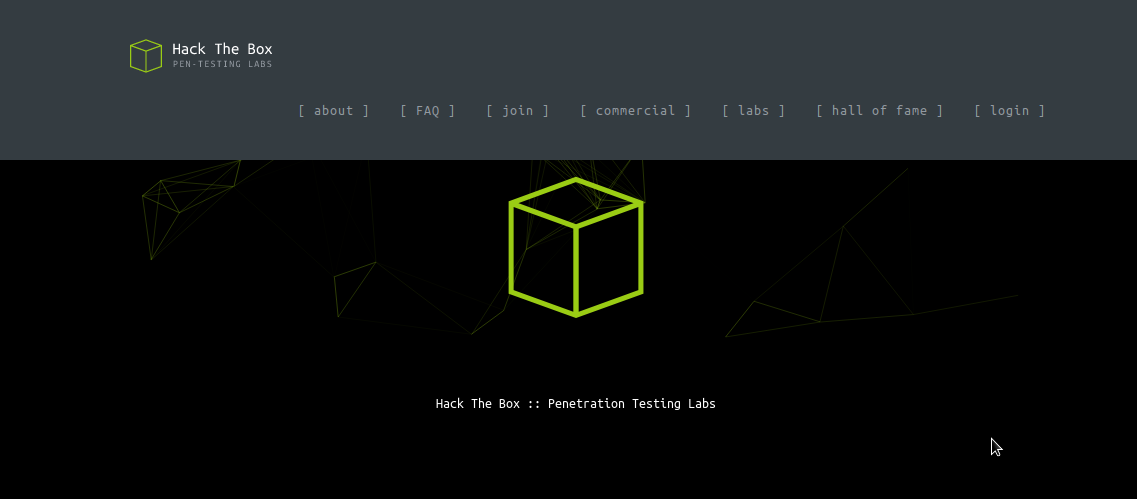 Hack The Box
PEN-TESTING LABS
[ about ] [ FAQ ] [ join ] [ commercial ] [ labs ] [ hall of fame ] [ login ]
Hack The Box :: Penetration Testing Labs